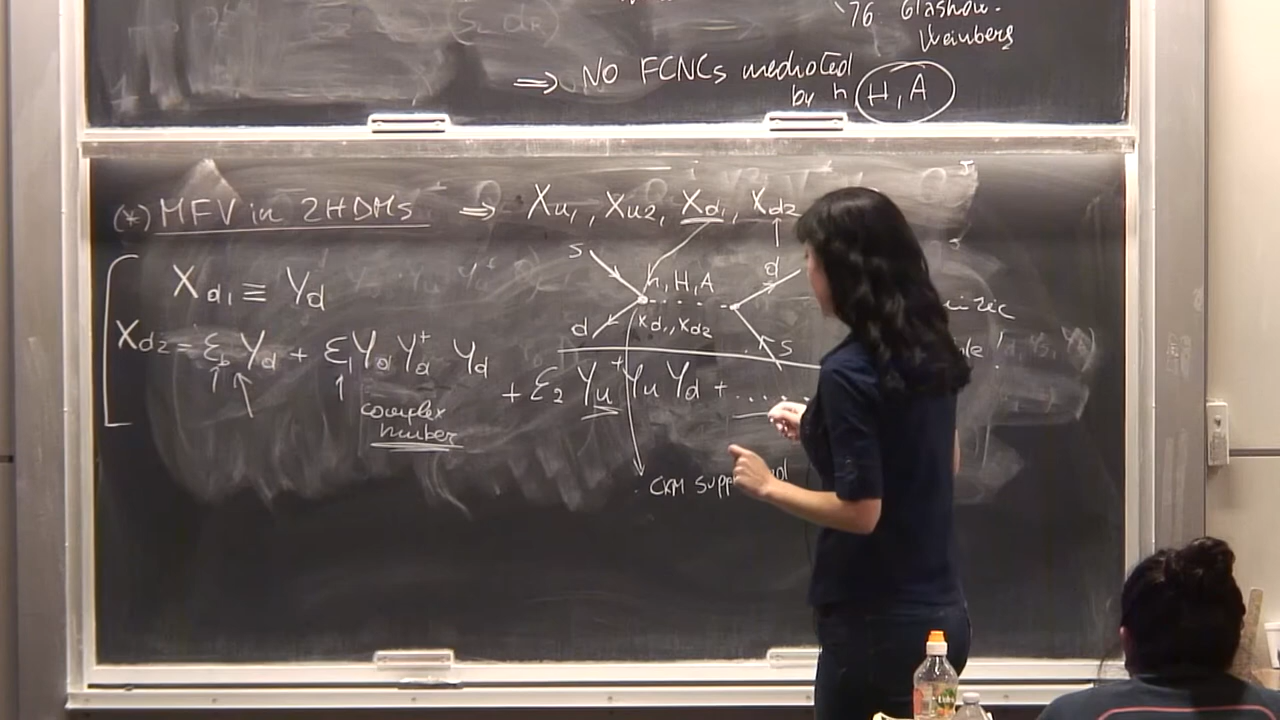 '76 Glashow-
Weinberg
⇒ NO FCNCs mediated
by h H, A
(*) MFV in 2HDMs ⇒ Xu1, Xu2, Xd1, Xd2
Xd1 ≡ Yd
s h, H, A d
d Xd1, Xd2 s
Xd2 = ε0 Yd + ε1 Yd Yd† Yd
+ ε2 Yu† Yu Yd + ....
complex
number
CKM